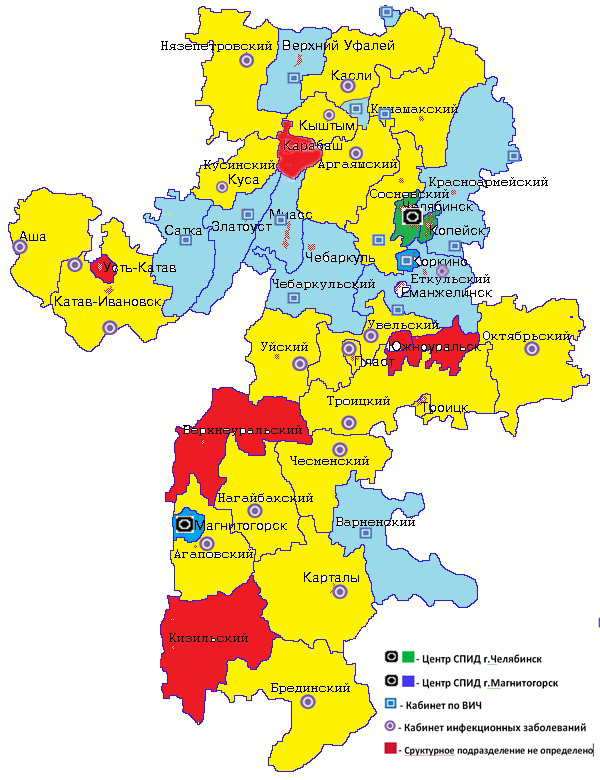 Нязепетровский
Верхний Уфалей
Касли
Кунашакский
Кыштым
Карабаш
Аргаяшский
Кусинский
Куса
Сосновский
Красноармейский
Челябинск
Копейск
Аша
Сатка
Златоуст
Миасс
Чебаркуль
Коркино
Усть-Катав
Еткульский
Еманжелинск
Чебаркульский
Катав-Ивановск
Увельский
Октябрьский
Уйский
Южноуральск
Пласт
Троицкий
Троицк
Верхнеуральский
Чесменский
Нагайбакский
Магнитогорск
Варненский
Агаповский
Карталы
Кизильский
Брединский
- Центр СПИД г.Челябинск
- Центр СПИД г.Магнитогорск
- Кабинет по ВИЧ
- Кабинет инфекционных заболеваний
- Сруктурное подразделение не определено